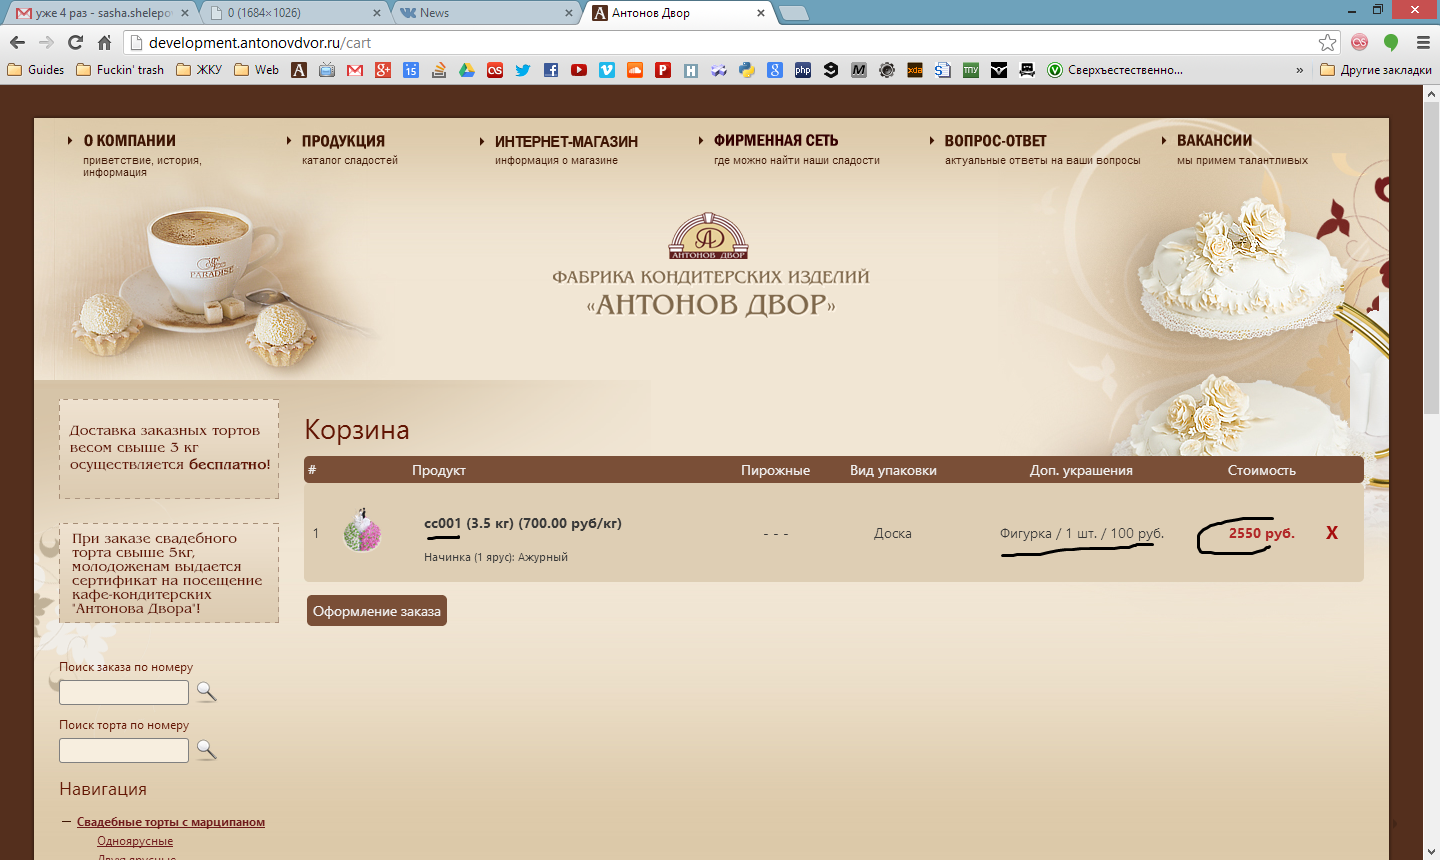 уже 4 раз - sasha.shelepo
0 (1684×1026)
News
Антонов Двор
development.antonovdvor.ru/cart
Guides
Fuckin' trash
ЖКУ
Web
Сверхъестественно...
»
Другие закладки
О КОМПАНИИ
приветствие, история,
информация
ПРОДУКЦИЯ
каталог сладостей
ИНТЕРНЕТ-МАГАЗИН
информация о магазине
ФИРМЕННАЯ СЕТЬ
где можно найти наши сладости
ВОПРОС-ОТВЕТ
актуальные ответы на ваши вопросы
ВАКАНСИИ
мы примем талантливых
PARADISE
АД
АНТОНОВ ДВОР
ФАБРИКА КОНДИТЕРСКИХ ИЗДЕЛИЙ
«АНТОНОВ ДВОР»
Доставка заказных тортов
весом свыше 3 кг
осуществляется бесплатно!
При заказе свадебного
торта свыше 5кг,
молодоженам выдается
сертификат на посещение
кафе-кондитерских
"Антонова Двора"!
Поиск заказа по номеру
Поиск торта по номеру
Навигация
Свадебные торты с марципаном
Одноярусные
Двухярусные
Корзина
# Продукт Пирожные Вид упаковки Доп. украшения Стоимость
1 сс001 (3.5 кг) (700.00 руб/кг) - - - Доска Фигурка / 1 шт. / 100 руб. 2550 руб. X
Начинка (1 ярус): Ажурный
Оформление заказа